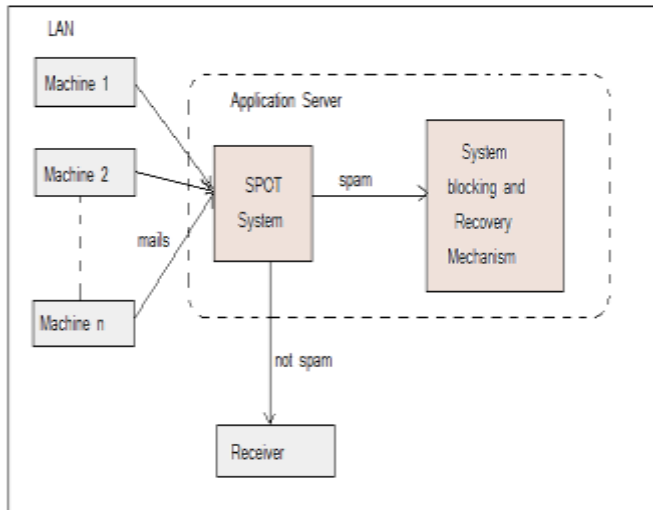 LAN
Machine 1
Application Server
Machine 2
SPOT
System
spam
System
blocking and
Recovery
Mechanism
mails
Machine n
not spam
Receiver